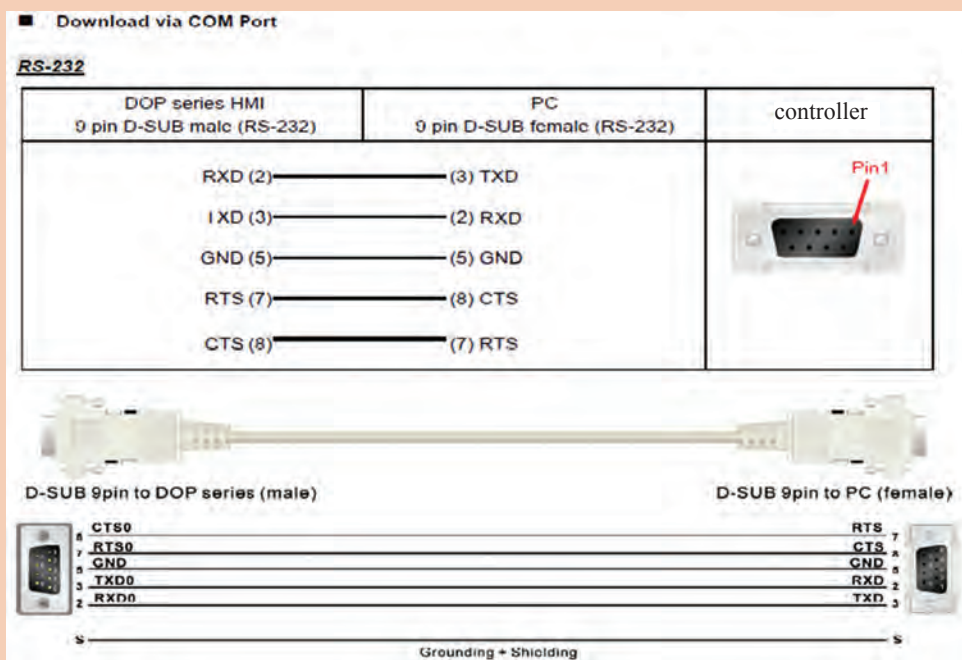 Download via COM Port
RS-232
DOP series HMI
9 pin D-SUB male (RS-232)
PC
9 pin D-SUB female (RS-232)
controller
RXD (2) (3) TXD
TXD (3) (2) RXD
GND (5) (5) GND
RTS (7) (8) CTS
CTS (8) (7) RTS
Pin1
D-SUB 9pin to DOP series (male)
D-SUB 9pin to PC (female)
8 CTS0 RTS 7
7 RTS0 CTS 8
5 GND GND 5
3 TXD0 RXD 2
2 RXD0 TXD 3
S S
Grounding + Shielding